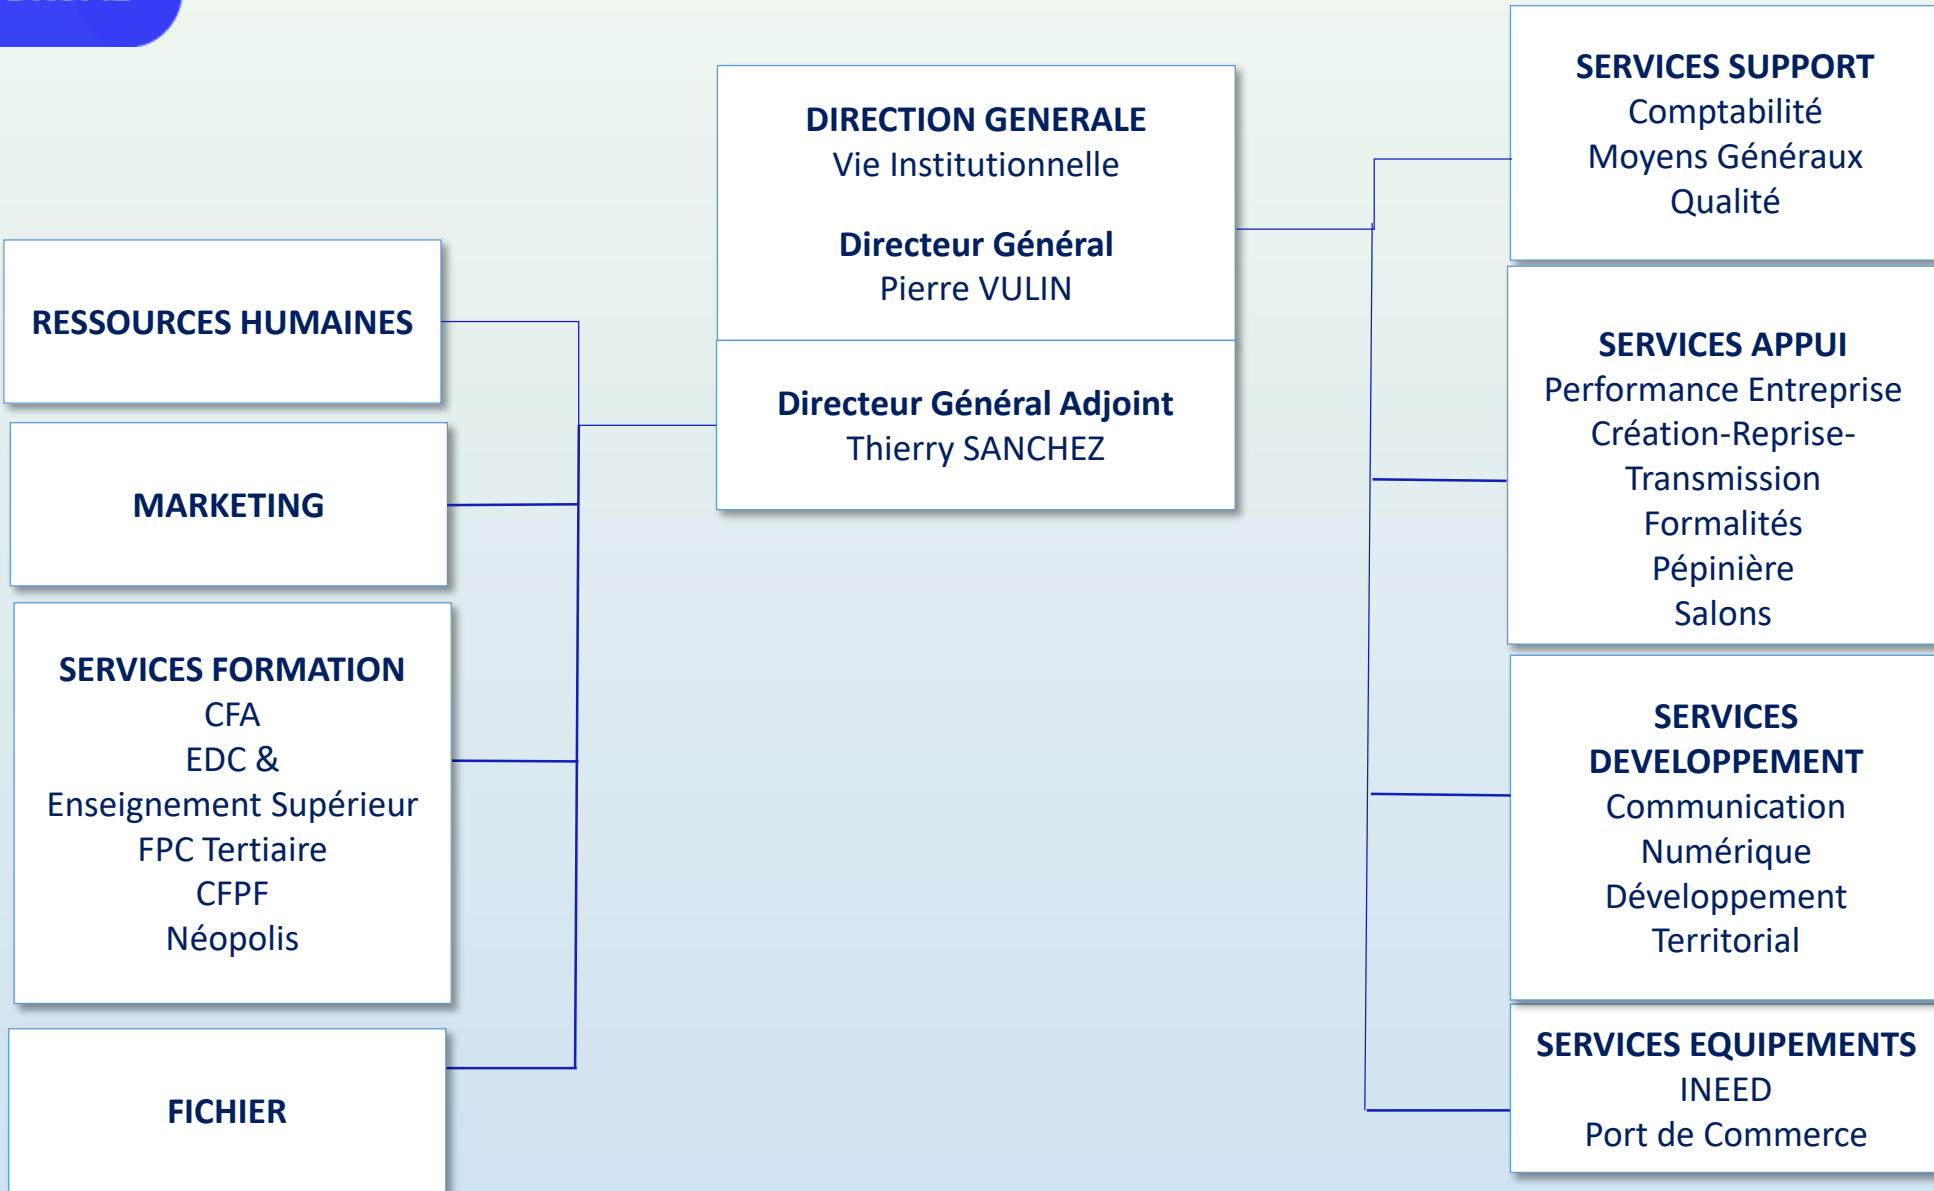 DIRECTION GENERALE
Vie Institutionnelle
Directeur Général
Pierre VULIN
Directeur Général Adjoint
Thierry SANCHEZ
RESSOURCES HUMAINES
MARKETING
SERVICES FORMATION
CFA
EDC &
Enseignement Supérieur
FPC Tertiaire
CFPF
Néopolis
FICHIER
SERVICES SUPPORT
Comptabilité
Moyens Généraux
Qualité
SERVICES APPUI
Performance Entreprise
Création-Reprise-
Transmission
Formalités
Pépinière
Salons
SERVICES
DEVELOPPEMENT
Communication
Numérique
Développement
Territorial
SERVICES EQUIPEMENTS
INEED
Port de Commerce